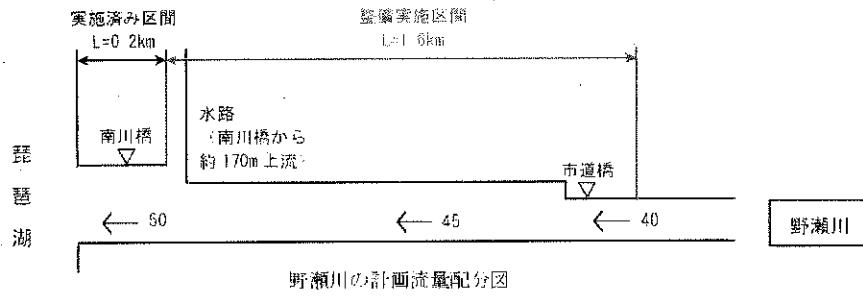 実施済み区間
L=0.2km
整備実施区間
L=1.6km
水路
（南川橋から
約170m上流）
南川橋
市道橋
琵琶湖
← 60
← 45
← 40
野瀬川
野瀬川の計画流量配分図